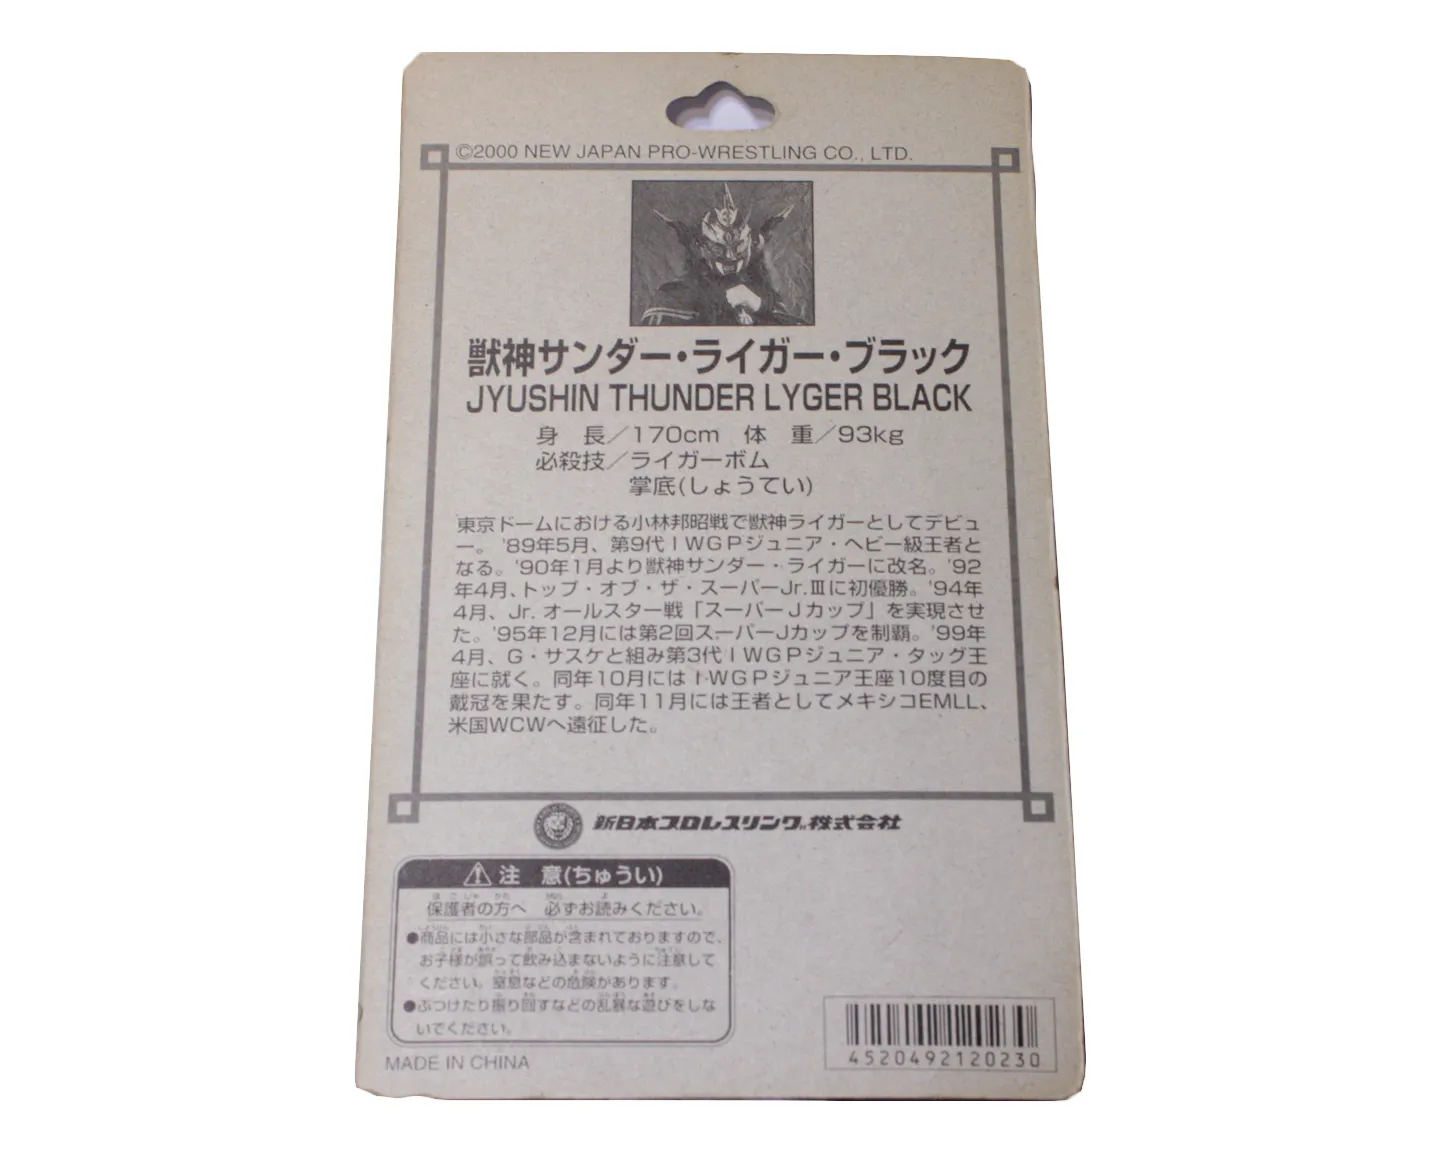 ©2000 NEW JAPAN PRO-WRESTLING CO., LTD.
獣神サンダー・ライガー・ブラック
JYUSHIN THUNDER LYGER BLACK
身 長／170cm 体 重／93kg
必殺技／ライガーボム
掌底(しょうてい)
東京ドームにおける小林邦昭戦で獣神ライガーとしてデビュ
ー。'89年5月、第9代IWGPジュニア・ヘビー級王者と
なる。'90年1月より獣神サンダー・ライガーに改名。'92
年4月、トップ・オブ・ザ・スーパーJr.Ⅲに初優勝。'94年
4月、Jr. オールスター戦「スーパーJカップ」を実現させ
た。'95年12月には第2回スーパーJカップを制覇。'99年
4月、G・サスケと組み第3代IWGPジュニア・タッグ王
座に就く。同年10月にはIWGPジュニア王座10度目の
戴冠を果たす。同年11月には王者としてメキシコEMLL、
米国WCWへ遠征した。
新日本プロレスリング株式会社
注 意(ちゅうい)
保護者の方へ 必ずお読みください。
●商品には小さな部品が含まれておりますので、
お子様が誤って飲み込まないように注意して
ください。窒息などの危険があります。
●ぶつけたり振り回すなどの乱暴な遊びをしな
いでください。
MADE IN CHINA
4520492120230